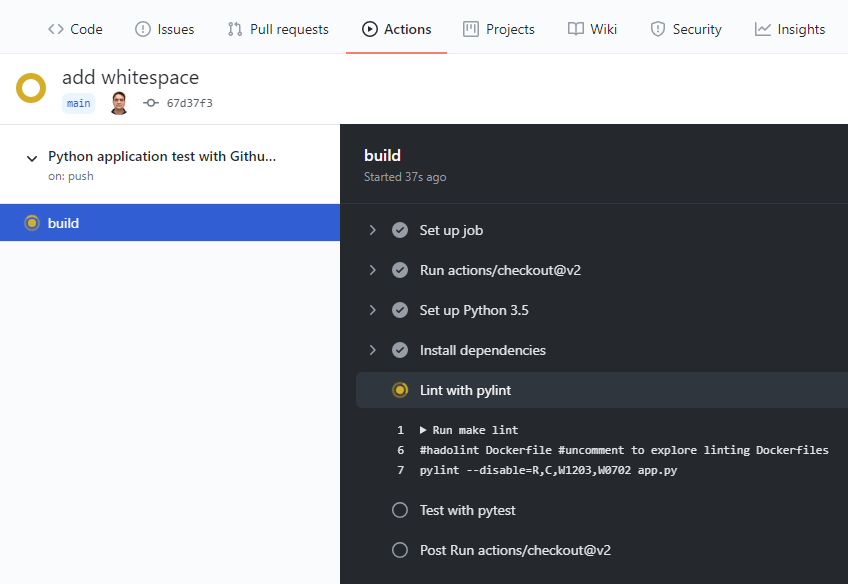 Code Issues Pull requests Actions Projects Wiki Security Insights
add whitespace
main 67d37f3
Python application test with Githu...
on: push
build
build
Started 37s ago
Set up job
Run actions/checkout@v2
Set up Python 3.5
Install dependencies
Lint with pylint
1 Run make lint
6 #hadolint Dockerfile #uncomment to explore linting Dockerfiles
7 pylint --disable=R,C,W1203,W0702 app.py
Test with pytest
Post Run actions/checkout@v2